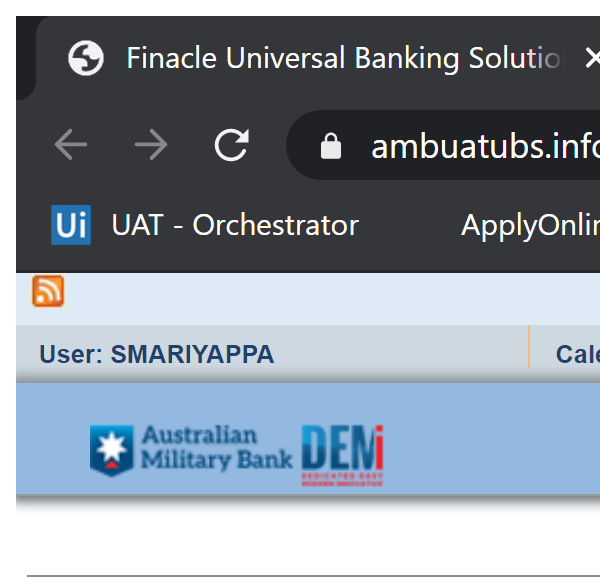 Finacle Universal Banking Solutio
ambuatubs.info
Ui UAT - Orchestrator ApplyOnlin
User: SMARIYAPPA Cale
Australian
Military Bank
DEMi
DEDICATED EASY
MODERN INNOVATIVE